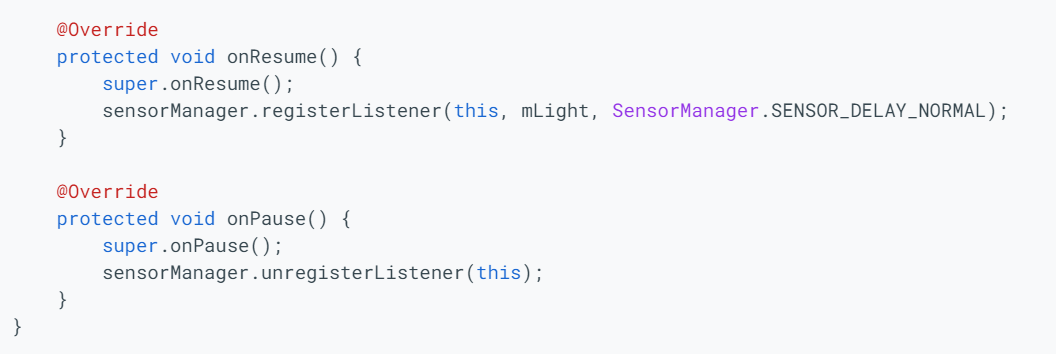 @Override
protected void onResume() {
super.onResume();
sensorManager.registerListener(this, mLight, SensorManager.SENSOR_DELAY_NORMAL);
}
@Override
protected void onPause() {
super.onPause();
sensorManager.unregisterListener(this);
}
}